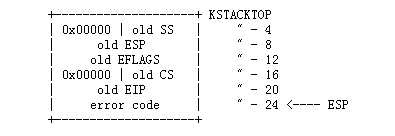 +--------------------+ KSTACKTOP
| 0x00000 | old SS   |     " - 4
|      old ESP       |     " - 8
|     old EFLAGS     |     " - 12
| 0x00000 | old CS   |     " - 16
|      old EIP       |     " - 20
|     error code     |     " - 24 <---- ESP
+--------------------+